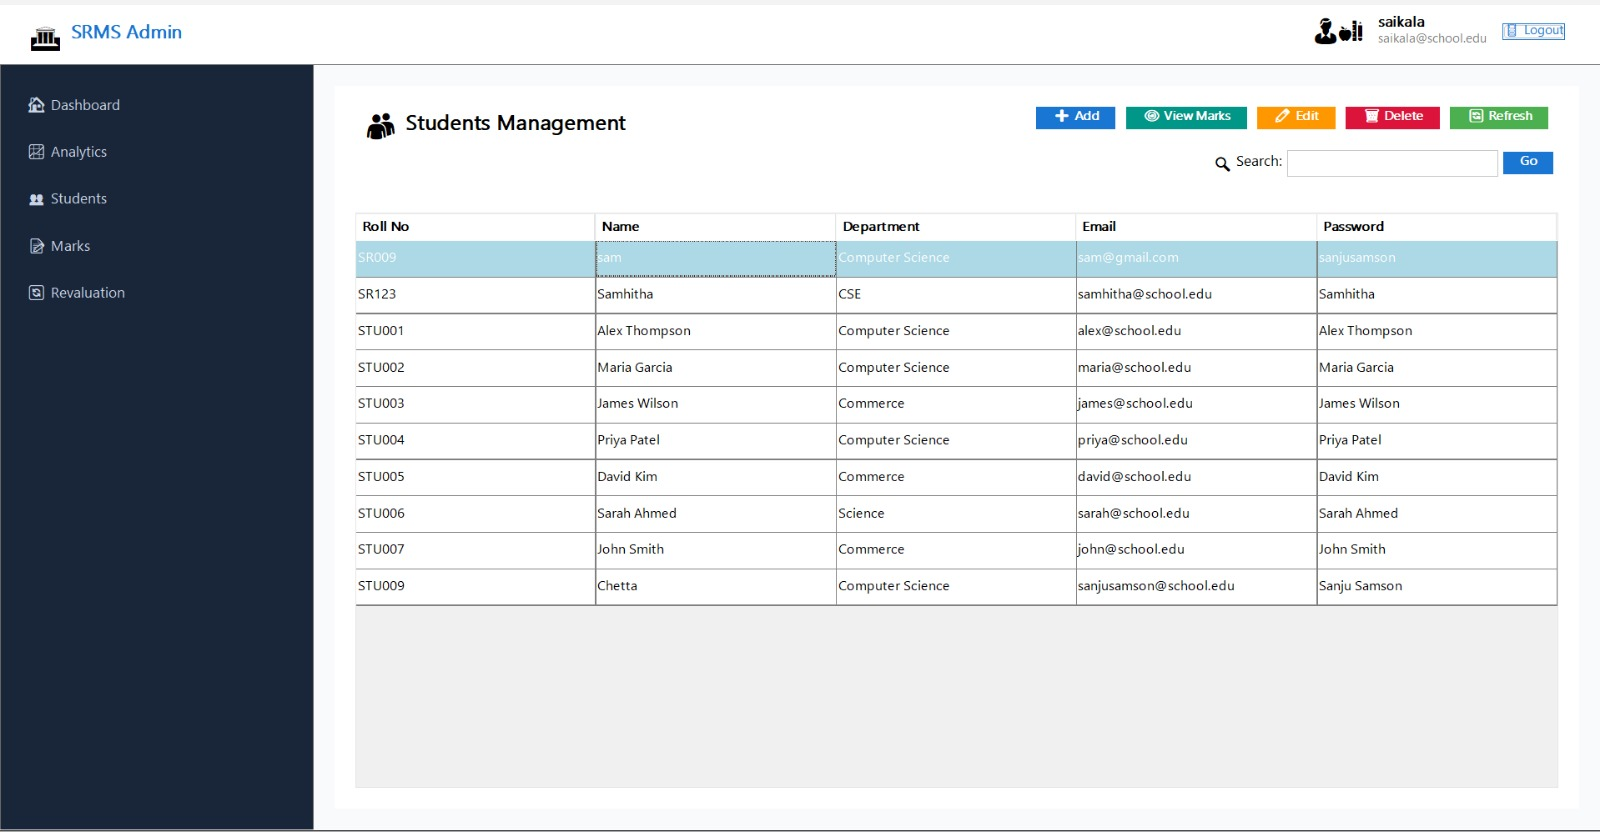 SRMS Admin
saikala
saikala@school.edu
Logout
Dashboard
Analytics
Students
Marks
Revaluation
Students Management
Add View Marks Edit Delete Refresh
Search: Go
Roll No Name Department Email Password
SR009 sam Computer Science sam@gmail.com sanjusamson
SR123 Samhitha CSE samhitha@school.edu Samhitha
STU001 Alex Thompson Computer Science alex@school.edu Alex Thompson
STU002 Maria Garcia Computer Science maria@school.edu Maria Garcia
STU003 James Wilson Commerce james@school.edu James Wilson
STU004 Priya Patel Computer Science priya@school.edu Priya Patel
STU005 David Kim Commerce david@school.edu David Kim
STU006 Sarah Ahmed Science sarah@school.edu Sarah Ahmed
STU007 John Smith Commerce john@school.edu John Smith
STU009 Chetta Computer Science sanjusamson@school.edu Sanju Samson